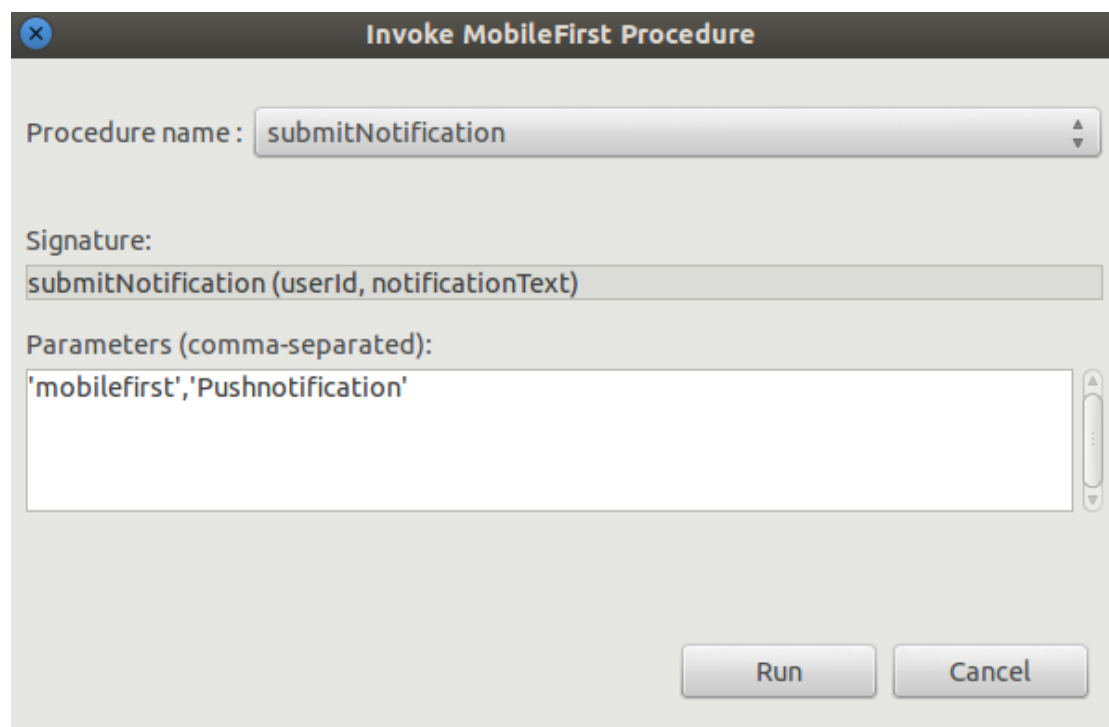 Invoke MobileFirst Procedure
Procedure name : submitNotification
Signature:
submitNotification (userId, notificationText)
Parameters (comma-separated):
'mobilefirst','Pushnotification'
Run Cancel